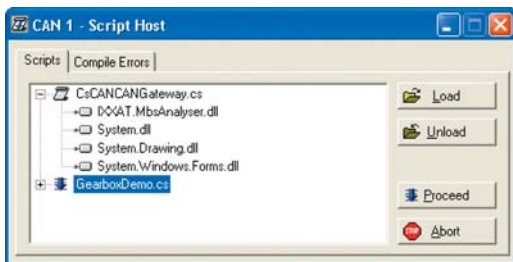 CAN 1 - Script Host
Scripts
Compile Errors
CsCANCANGateway.cs
IXXAT.MbsAnalyser.dll
System.dll
System.Drawing.dll
System.Windows.Forms.dll
GearboxDemo.cs
Load
Unload
Proceed
STOP Abort